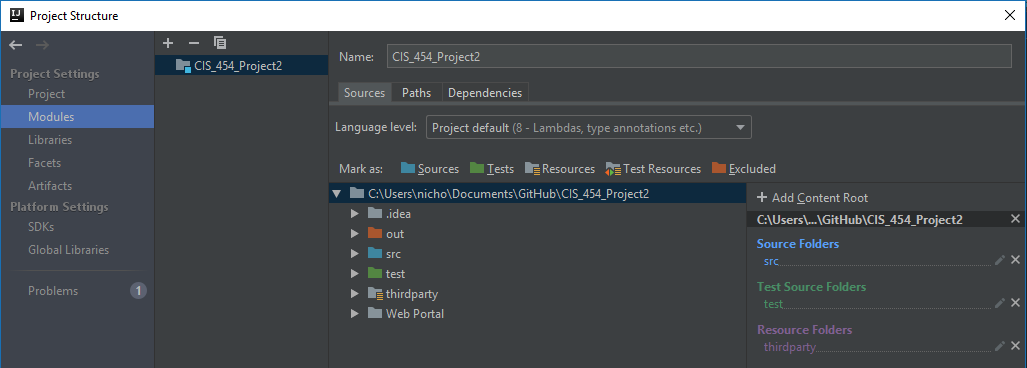 Project Structure
Project Settings
Project
Modules
Libraries
Facets
Artifacts
Platform Settings
SDKs
Global Libraries
Problems 1
CIS_454_Project2
Name: CIS_454_Project2
Sources Paths Dependencies
Language level: Project default (8 - Lambdas, type annotations etc.)
Mark as: Sources Tests Resources Test Resources Excluded
C:\Users\nicho\Documents\GitHub\CIS_454_Project2
.idea
out
src
test
thirdparty
Web Portal
+ Add Content Root
C:\Users\...\GitHub\CIS_454_Project2
Source Folders
src
Test Source Folders
test
Resource Folders
thirdparty